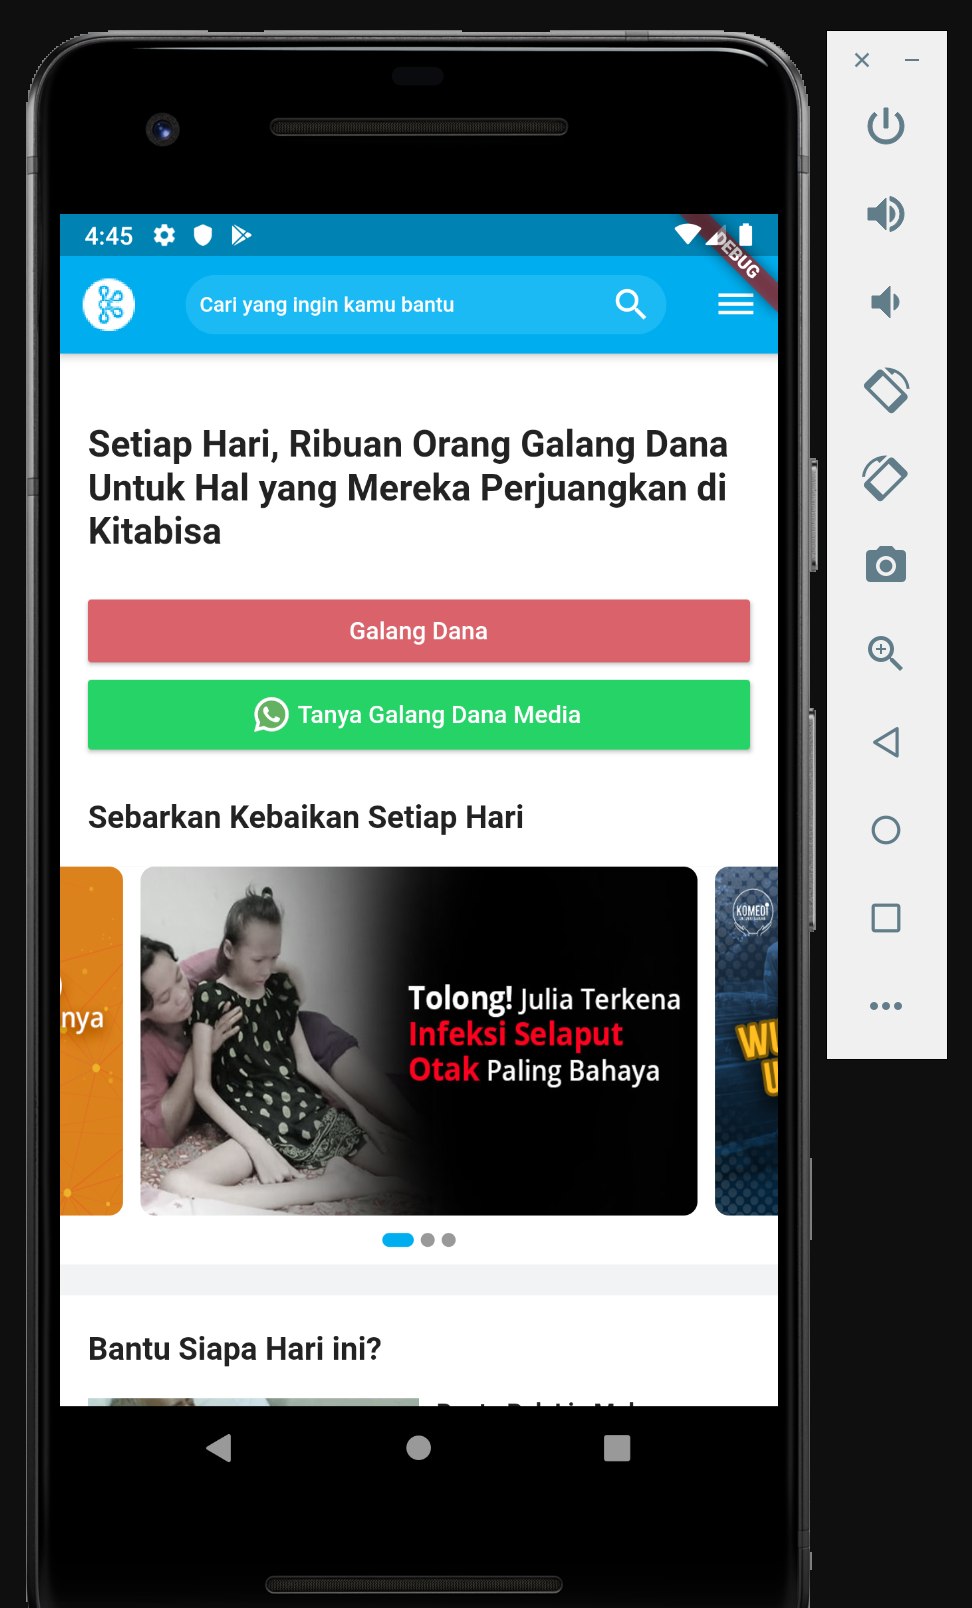 4:45
DEBUG
Cari yang ingin kamu bantu
Setiap Hari, Ribuan Orang Galang Dana
Untuk Hal yang Mereka Perjuangkan di
Kitabisa
Galang Dana
Tanya Galang Dana Media
Sebarkan Kebaikan Setiap Hari
nya
Tolong! Julia Terkena
Infeksi Selaput
Otak Paling Bahaya
KOMEDI
WU
U
Bantu Siapa Hari ini?